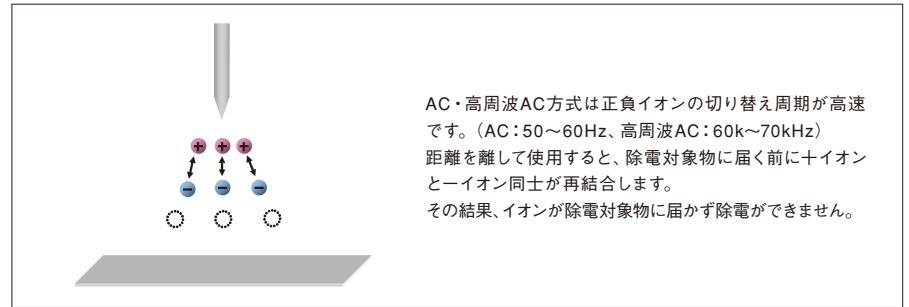 AC・高周波AC方式は正負イオンの切り替え周期が高速
です。（AC：50〜60Hz、高周波AC：60k〜70kHz）
距離を離して使用すると、除電対象物に届く前に＋イオン
と－イオン同士が再結合します。
その結果、イオンが除電対象物に届かず除電ができません。
+ + +
− − −